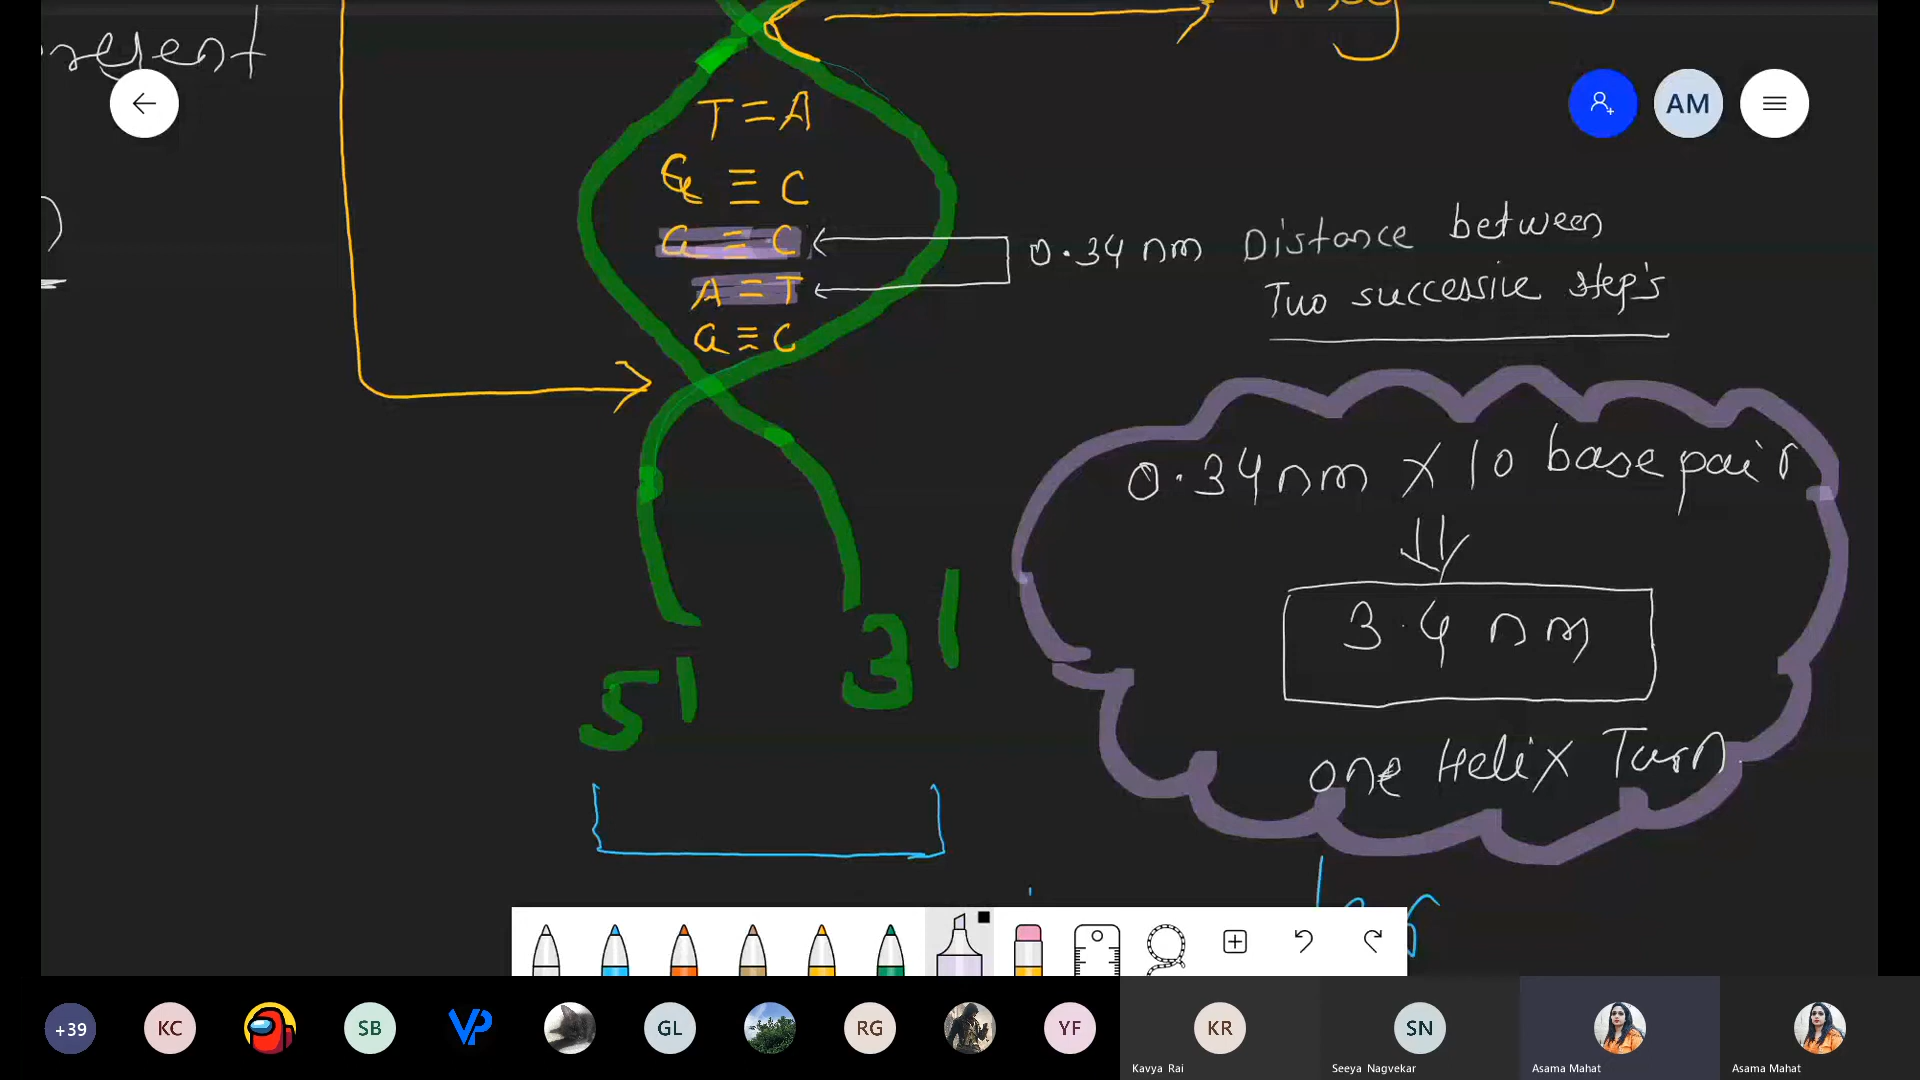 present
T = A
G ≡ C
G ≡ C
A = T
G ≡ C
0.34 nm Distance between
Two successive step's
0.34nm X 10 base pair
3.4 nm
one Helix Turn
5'
3'
AM
+39
KC
SB
VP
GL
RG
YF
KR
SN
Kavya Rai
Seeya Nagvekar
Asama Mahat
Asama Mahat